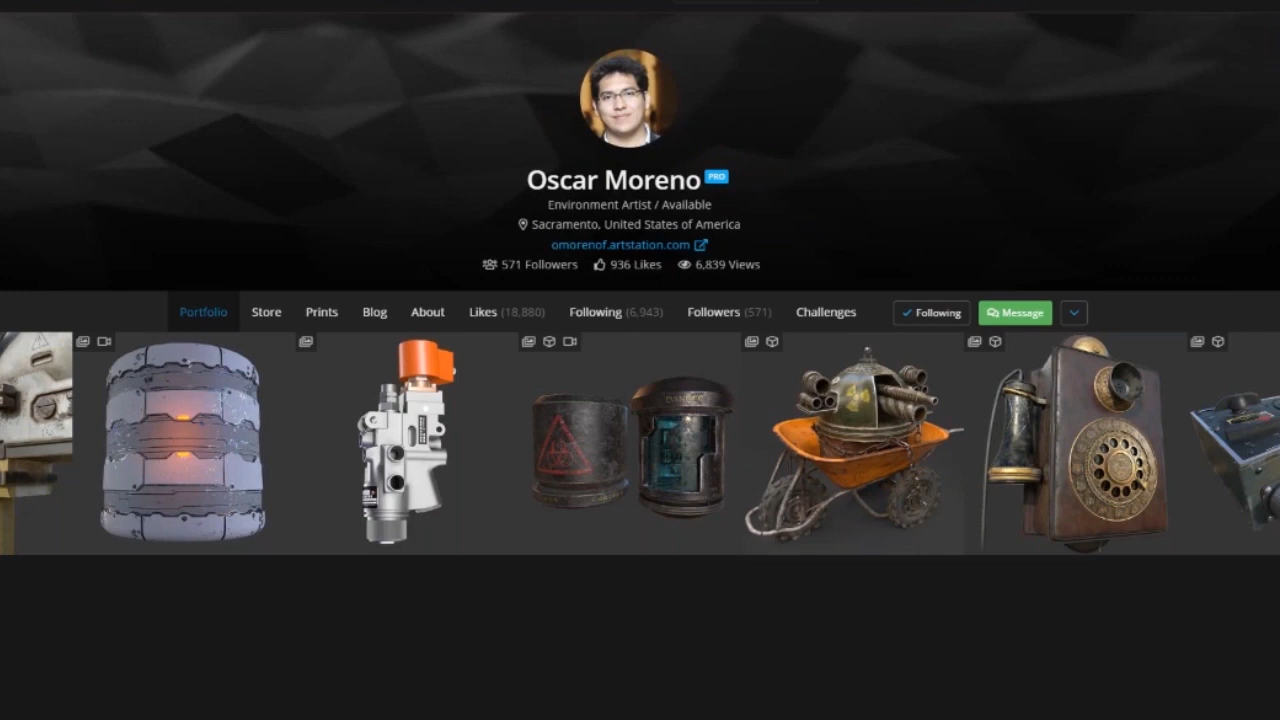 Oscar Moreno PRO
Environment Artist / Available
Sacramento, United States of America
omorenof.artstation.com
571 Followers 936 Likes 6,839 Views
Portfolio Store Prints Blog About Likes (18,880) Following (6,943) Followers (571) Challenges Following Message